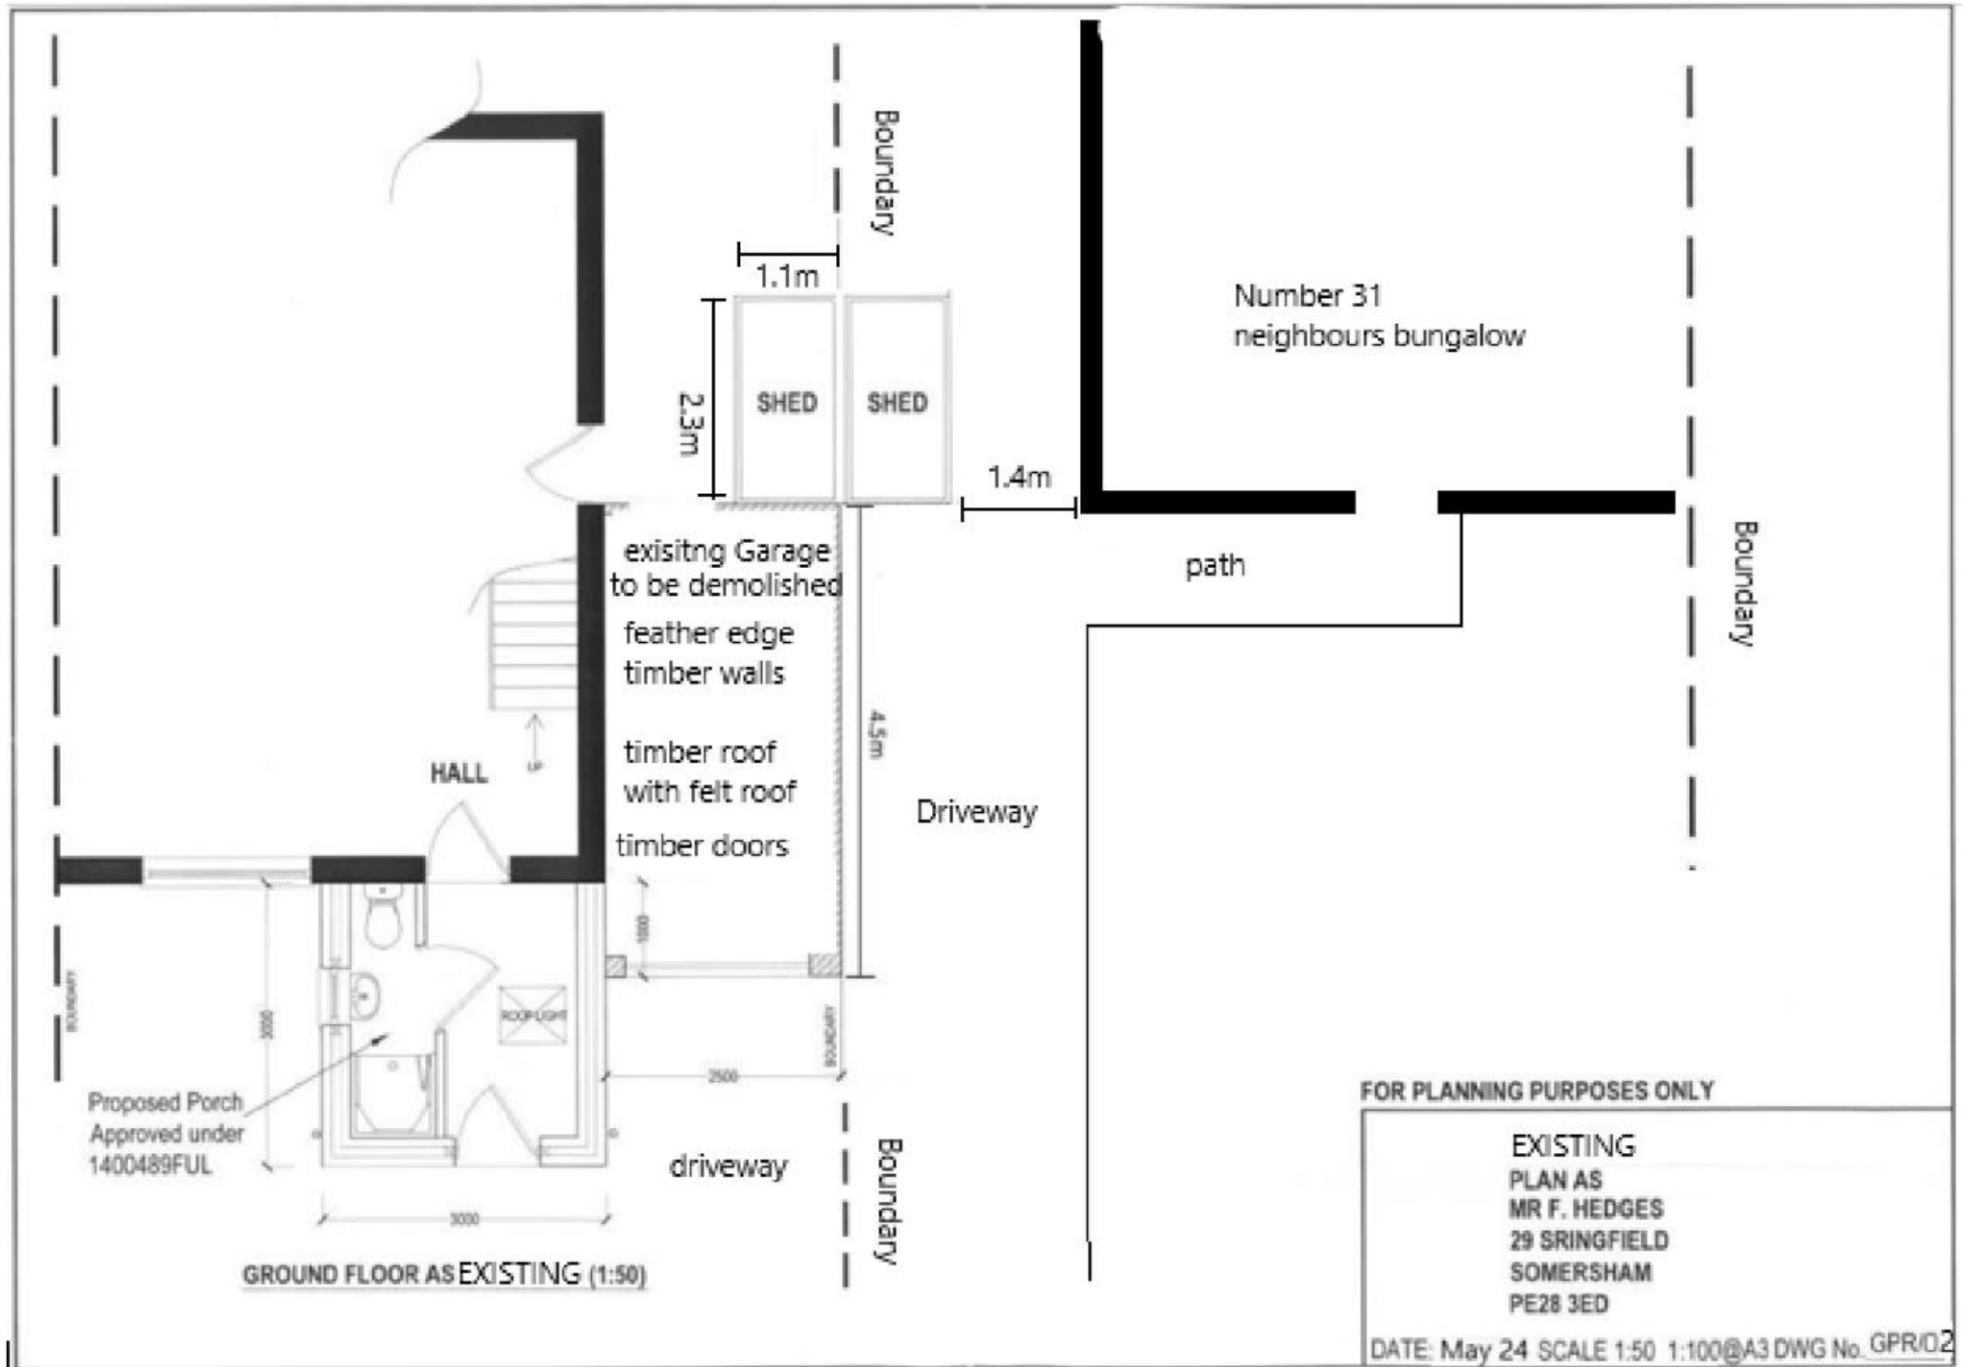 Boundary
1.1m
Number 31
neighbours bungalow
2.3m
SHED
SHED
1.4m
exisitng Garage
to be demolished
path
Boundary
feather edge
timber walls
4.5m
timber roof
with felt roof
HALL
UP
Driveway
timber doors
1000
BOUNDARY
3000
ROOFLIGHT
BOUNDARY
2500
Proposed Porch
Approved under
1400489FUL
driveway
Boundary
3000
GROUND FLOOR AS EXISTING (1:50)
FOR PLANNING PURPOSES ONLY
EXISTING
PLAN AS
MR F. HEDGES
29 SRINGFIELD
SOMERSHAM
PE28 3ED
DATE: May 24 SCALE 1:50 1:100@A3 DWG No. GPR/02